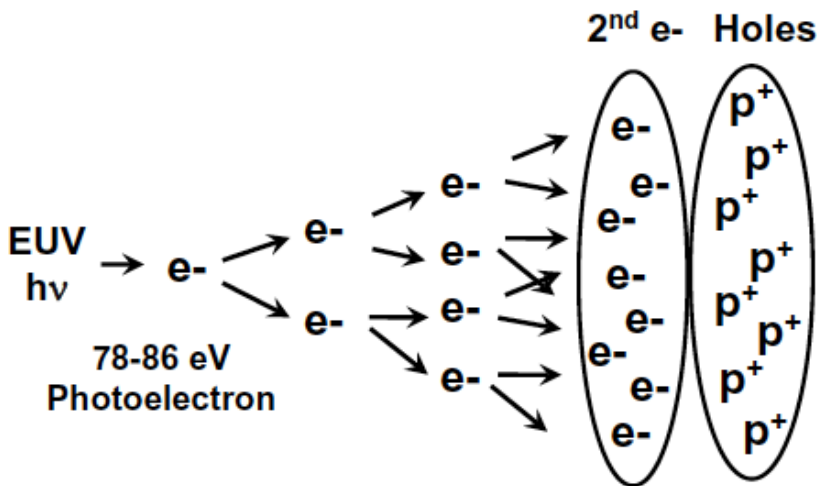 2nd e- Holes
EUV
hν
e-
78-86 eV
Photoelectron
e-
e-
e-
e-
e-
e-
e-
e-
e-
e-
e-
e-
e-
e-
p+
p+
p+
p+
p+
p+
p+
p+